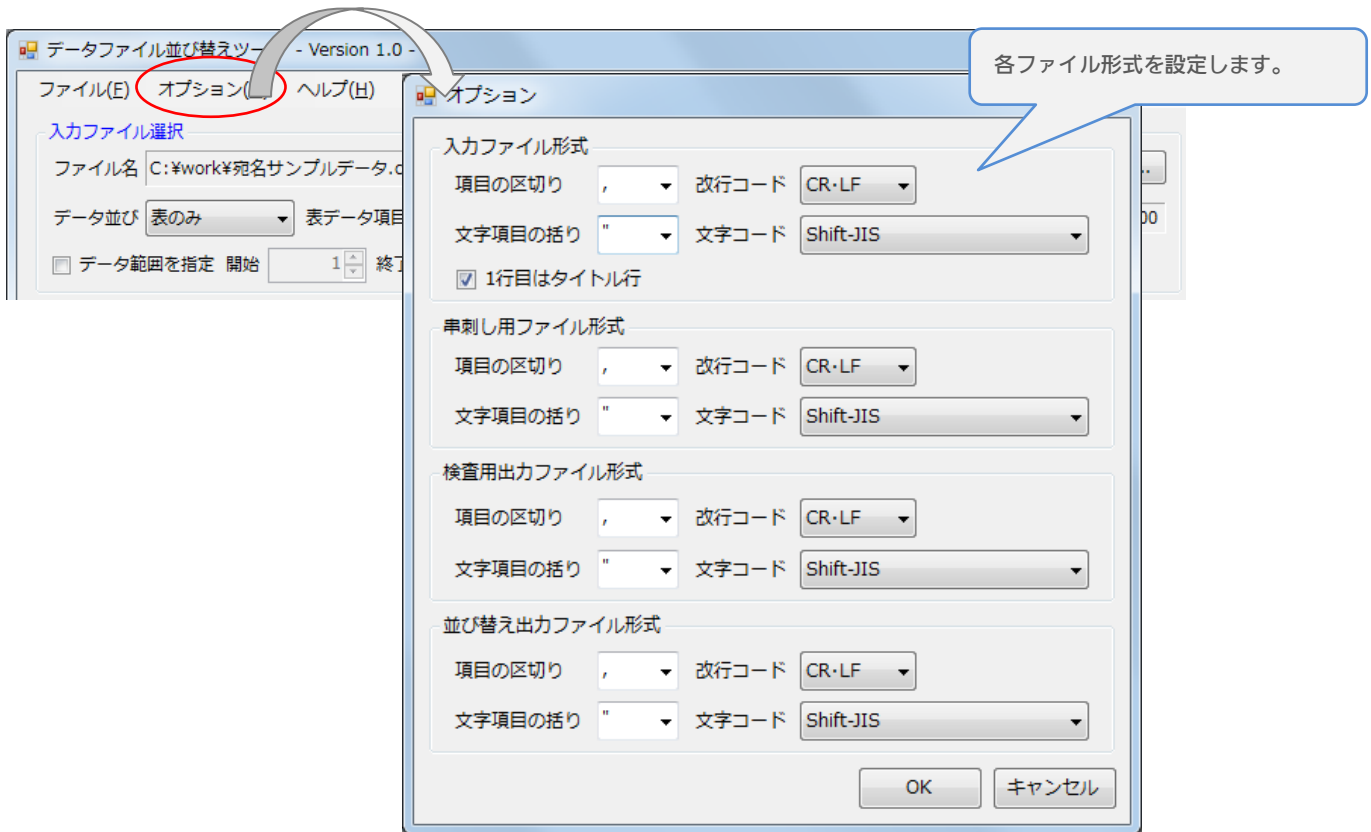 データファイル並び替えツー - Version 1.0 -
ファイル(F) オプション( ヘルプ(H)
入力ファイル選択
ファイル名 C:¥work¥宛名サンプルデータ.c
..
データ並び 表のみ 表データ項目
00
データ範囲を指定 開始 1 終了
各ファイル形式を設定します。
オプション
入力ファイル形式
項目の区切り , 改行コード CR・LF
文字項目の括り " 文字コード Shift-JIS
1行目はタイトル行
串刺し用ファイル形式
項目の区切り , 改行コード CR・LF
文字項目の括り " 文字コード Shift-JIS
検査用出力ファイル形式
項目の区切り , 改行コード CR・LF
文字項目の括り " 文字コード Shift-JIS
並び替え出力ファイル形式
項目の区切り , 改行コード CR・LF
文字項目の括り " 文字コード Shift-JIS
OK キャンセル